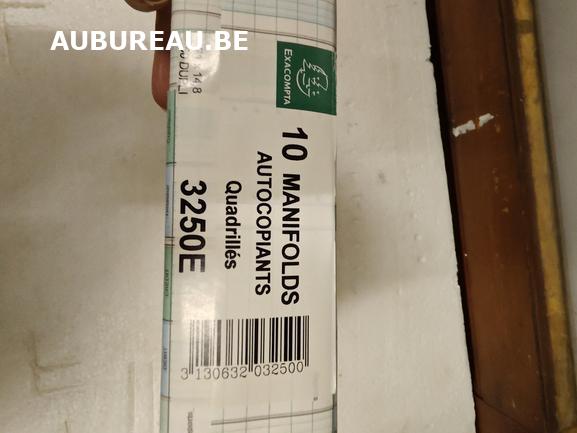 AUBUREAU.BE
EXACOMPTA
10 MANIFOLDS
AUTOCOPIANTS
Quadrillés
3250E
3 130632 032500